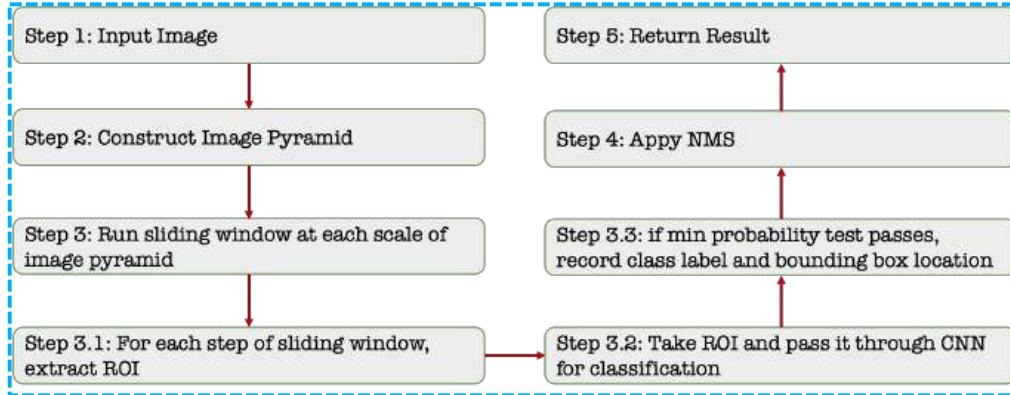 Step 1: Input Image
Step 2: Construct Image Pyramid
Step 3: Run sliding window at each scale of
image pyramid
Step 3.1: For each step of sliding window,
extract ROI
Step 3.2: Take ROI and pass it through CNN
for classification
Step 3.3: if min probability test passes,
record class label and bounding box location
Step 4: Appy NMS
Step 5: Return Result